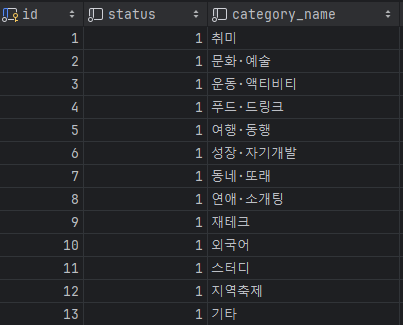 id status category_name
1 1 취미
2 1 문화·예술
3 1 운동·액티비티
4 1 푸드·드링크
5 1 여행·동행
6 1 성장·자기개발
7 1 동네·또래
8 1 연애·소개팅
9 1 재테크
10 1 외국어
11 1 스터디
12 1 지역축제
13 1 기타